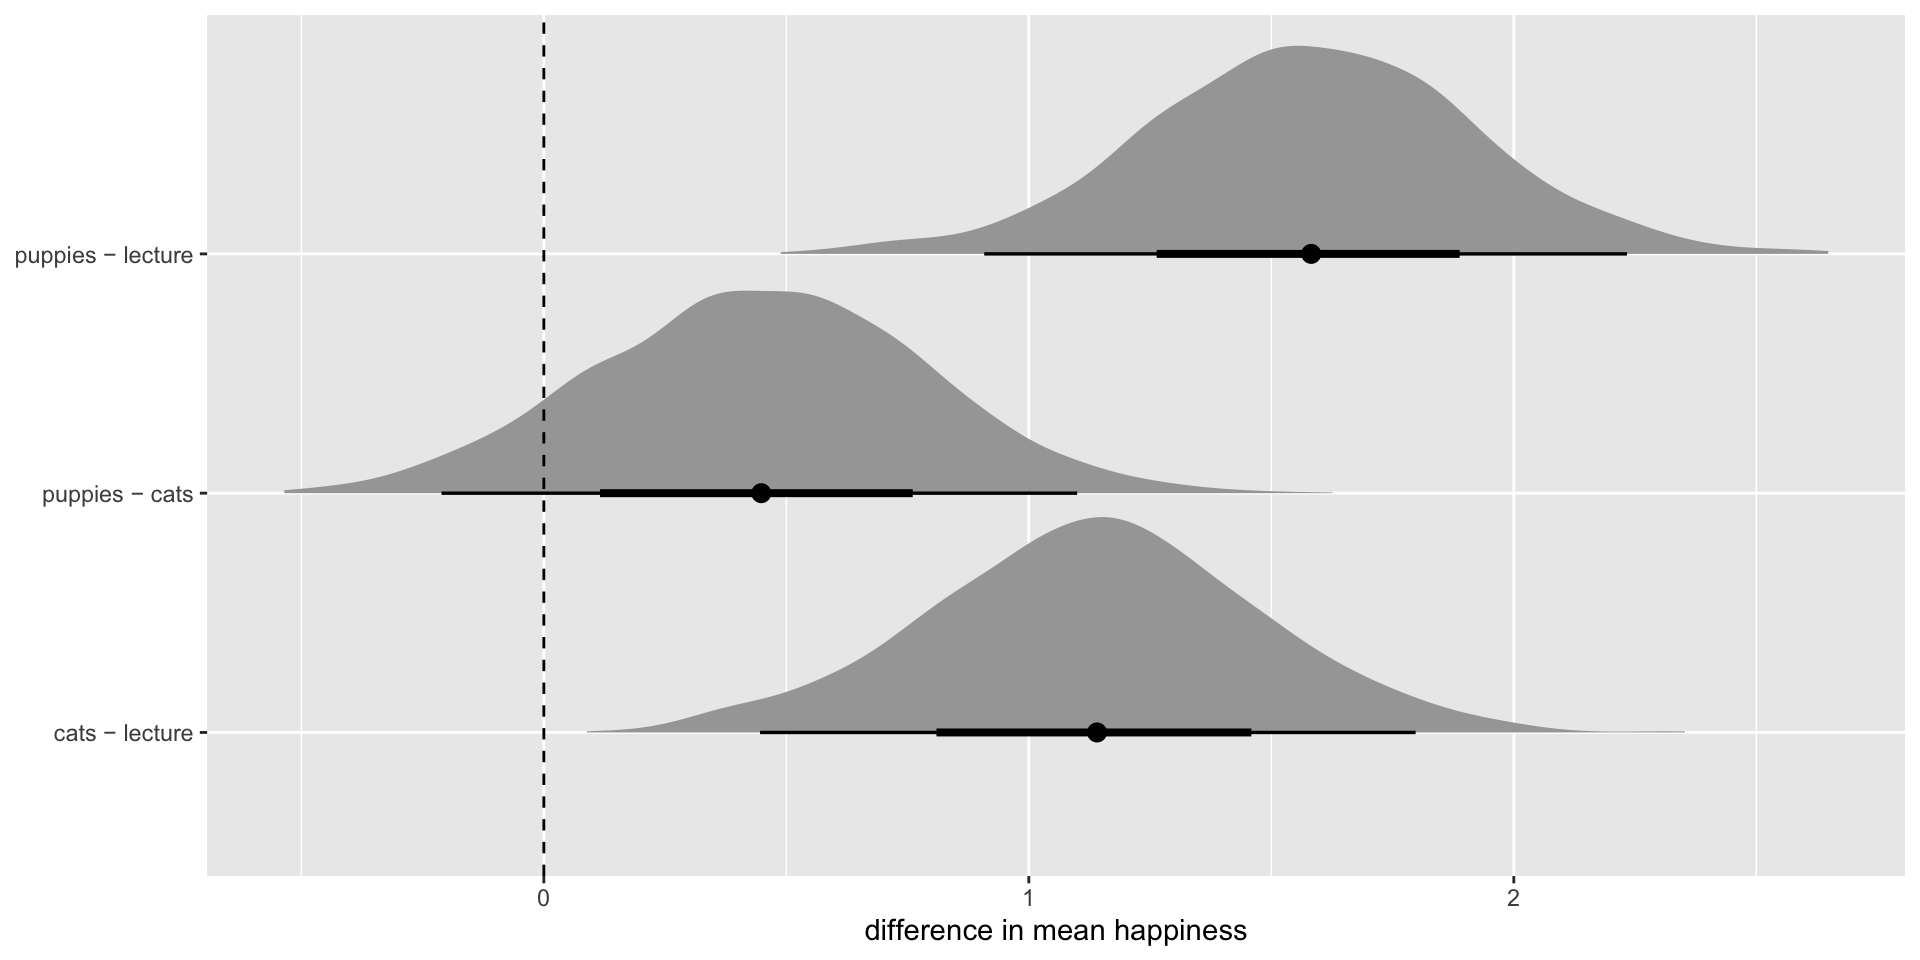 puppies − lecture
puppies − cats
cats − lecture
0
1
2
difference in mean happiness